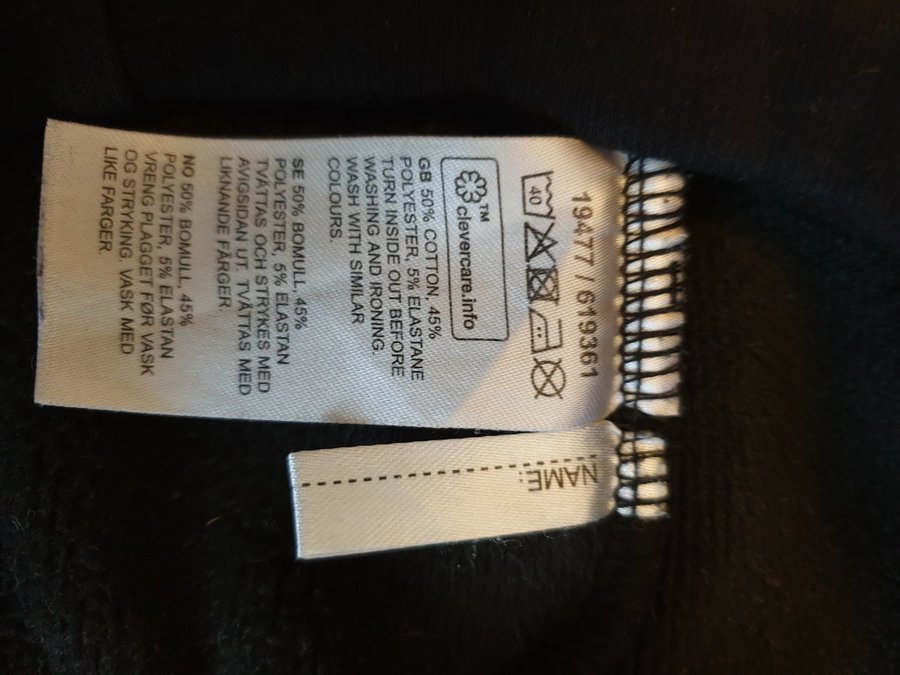 19477 / 619361
40
clevercare.info™
GB 50% COTTON, 45%
POLYESTER, 5% ELASTANE
TURN INSIDE OUT BEFORE
WASHING AND IRONING.
WASH WITH SIMILAR
COLOURS.
SE 50% BOMULL, 45%
POLYESTER, 5% ELASTAN
TVÄTTAS OCH STRYKES MED
AVIGSIDAN UT. TVÄTTAS MED
LIKNANDE FÄRGER.
NO 50% BOMULL, 45%
POLYESTER, 5% ELASTAN
VRENG PLAGGET FØR VASK
OG STRYKING. VASK MED
LIKE FARGER.
NAME: